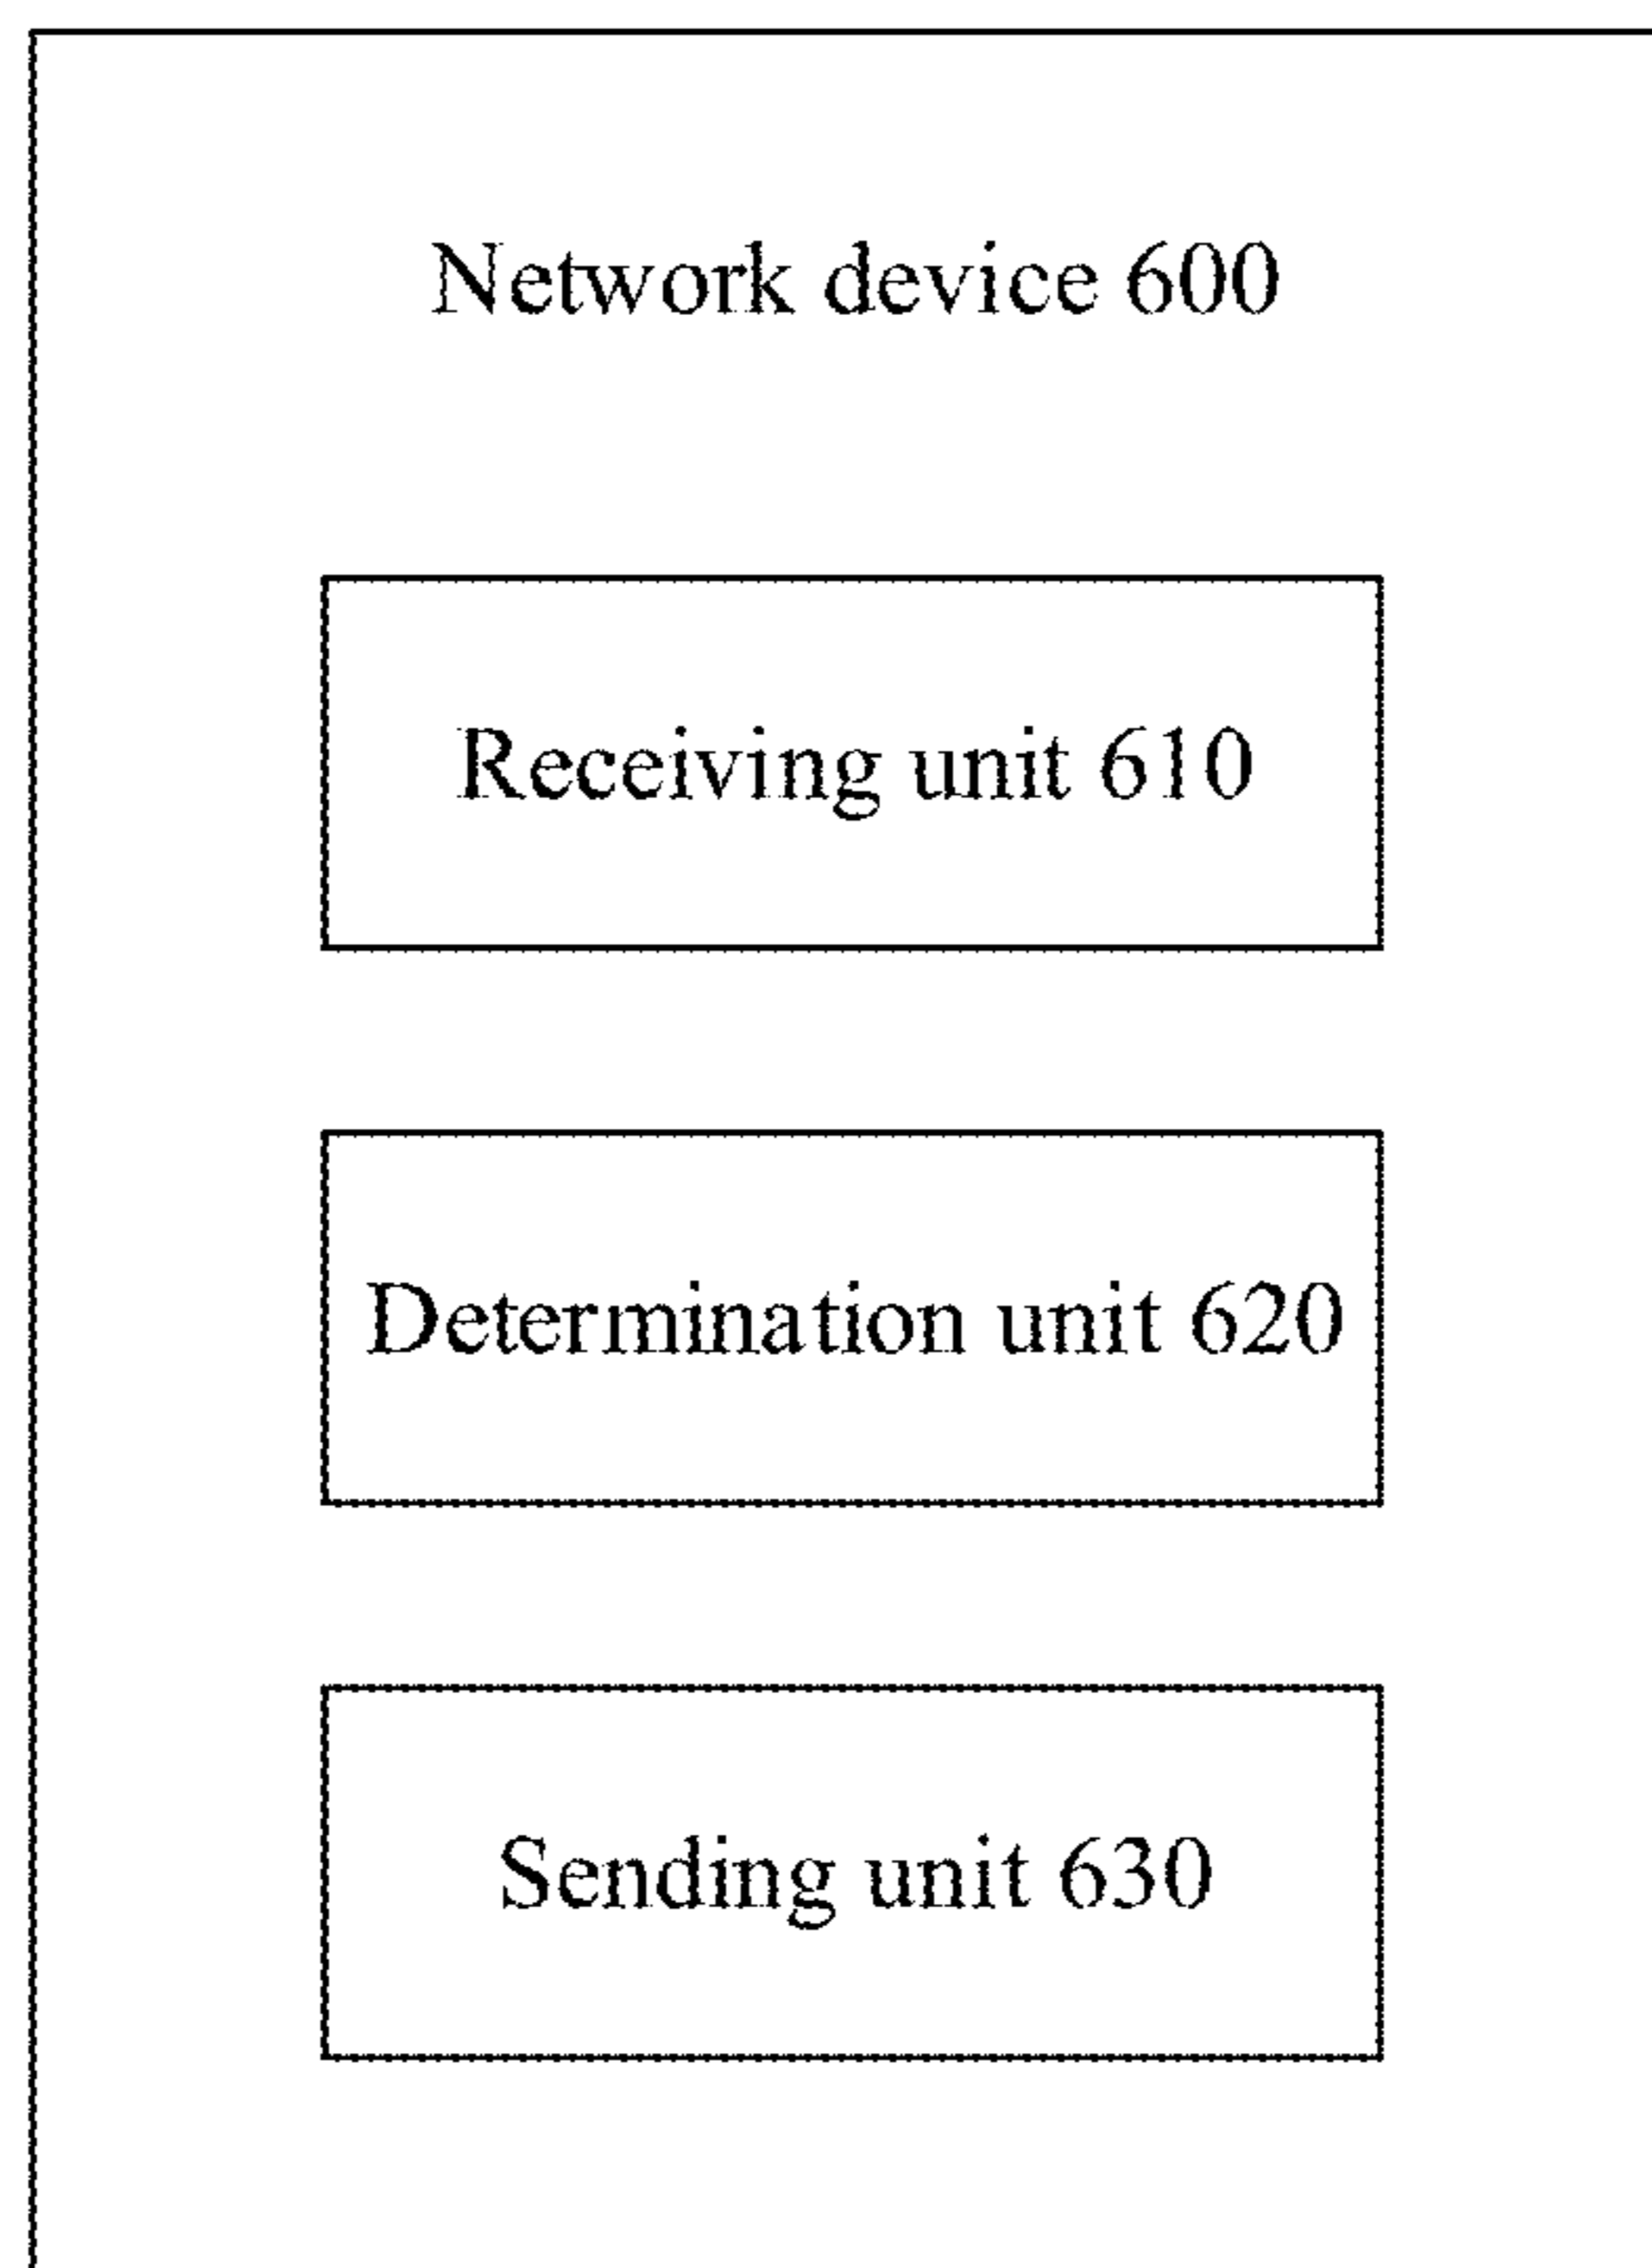 Network device 600
Receiving unit 610
Determination unit 620
Sending unit 630